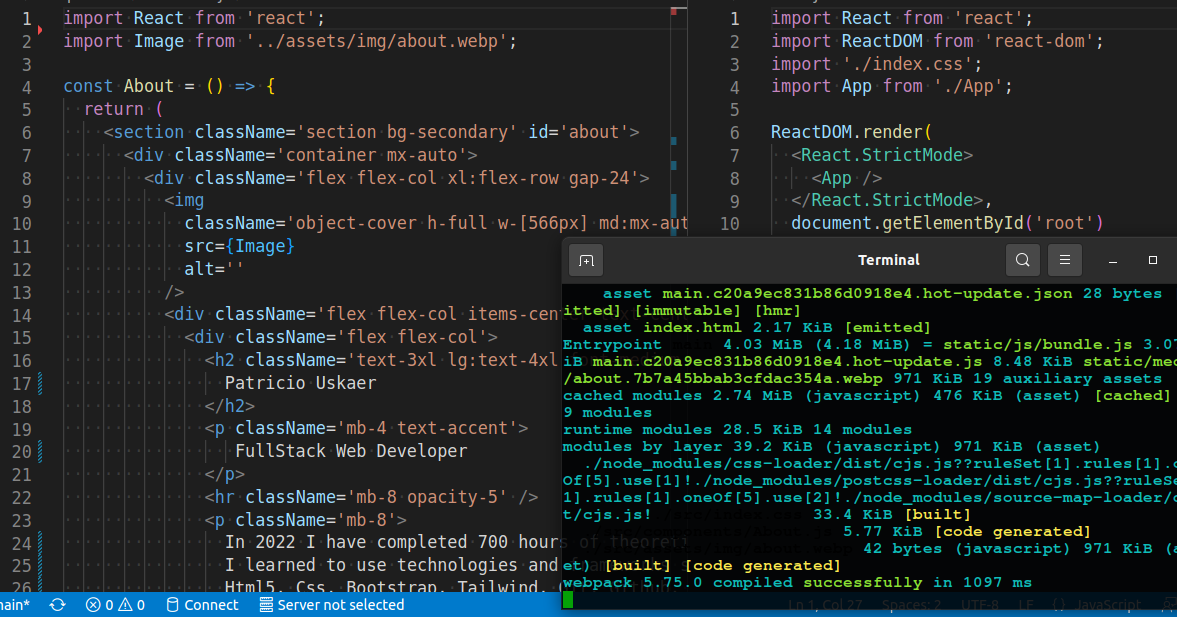 import React from 'react';
import Image from '../assets/img/about.webp';
const About = () => {
return (
<section className='section bg-secondary' id='about'>
<div className='container mx-auto'>
<div className='flex flex-col xl:flex-row gap-24'>
<img
className='object-cover h-full w-[566px] md:mx-aut
src={Image}
alt=''
/>
<div className='flex flex-col items-cent
<div className='flex flex-col'>
<h2 className='text-3xl lg:text-4xl
Patricio Uskaer
</h2>
<p className='mb-4 text-accent'>
FullStack Web Developer
</p>
<hr className='mb-8 opacity-5' />
<p className='mb-8'>
In 2022 I have completed 700 hours of theoreti
I learned to use technologies and
Html5, Css, Bootstrap, Tailwind,
1
2
3
4
5
6
7
8
9
10
11
12
13
14
15
16
17
18
19
20
21
22
23
24
25
26
1
2
3
4
5
6
7
8
9
10
import React from 'react';
import ReactDOM from 'react-dom';
import './index.css';
import App from './App';
ReactDOM.render(
<React.StrictMode>
<App />
</React.StrictMode>,
document.getElementById('root')
Terminal
asset main.c20a9ec831b86d0918e4.hot-update.json 28 bytes
itted] [immutable] [hmr]
asset index.html 2.17 KiB [emitted]
Entrypoint 4.03 MiB (4.18 MiB) = static/js/bundle.js 3.07
iB main.c20a9ec831b86d0918e4.hot-update.js 8.48 KiB static/med
/about.7b7a45bbab3cfdac354a.webp 971 KiB 19 auxiliary assets
cached modules 2.74 MiB (javascript) 476 KiB (asset) [cached]
9 modules
runtime modules 28.5 KiB 14 modules
modules by layer 39.2 KiB (javascript) 971 KiB (asset)
./node_modules/css-loader/dist/cjs.js??ruleSet[1].rules[1].o
Of[5].use[1]!./node_modules/postcss-loader/dist/cjs.js??ruleSe
1].rules[1].oneOf[5].use[2]!./node_modules/source-map-loader/d
t/cjs.js! 33.4 KiB [built]
5.77 KiB [code generated]
42 bytes (javascript) 971 KiB (a
et) [built] [code generated]
webpack 5.75.0 compiled successfully in 1097 ms
main* 0 0 Connect Server not selected Ln 1, Col 27 Spaces: 2 UTF-8 LF {} JavaScript